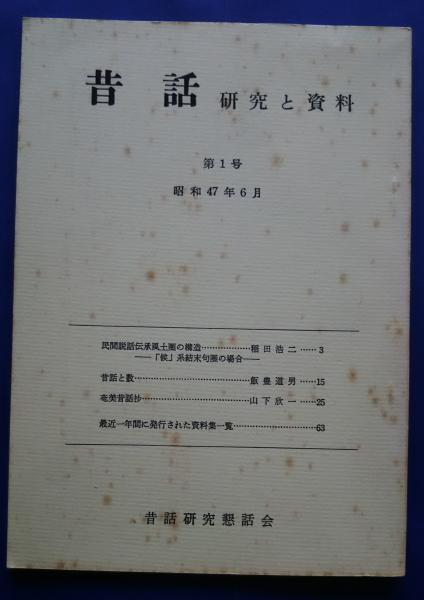 昔話 研究と資料
第1号
昭和47年6月
民間説話伝承風土圏の構造………………稲田浩二……3
――「候」系結末句圏の場合――
昔話と数………………………………………飯豊道男……15
奄美昔話抄……………………………………山下欣一……25
最近一年間に発行された資料集一覧………………………63
昔話研究懇話会